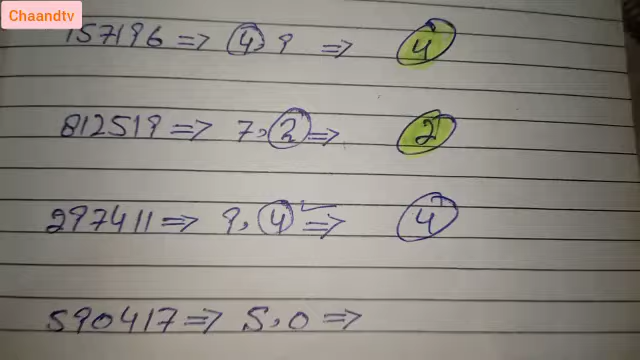 Chaandtv
157196 => 4, 9 => 4
812519 => 7, 2 => 2
297411 => 9, 4 => 4
590417 => 5, 0 =>